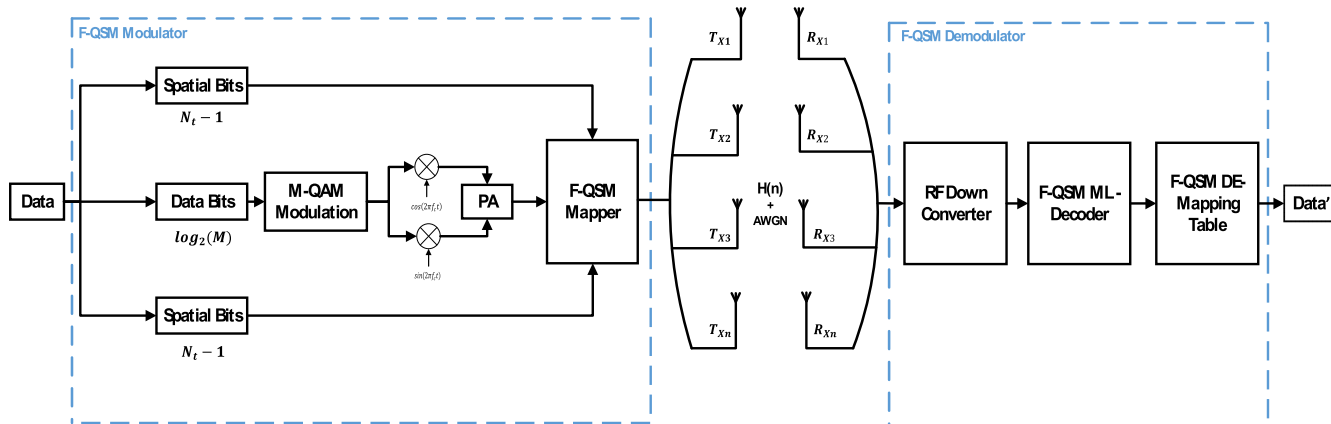 F-QSM Modulator
Data
Spatial Bits
N_t − 1
Data Bits
log_2(M)
M-QAM
Modulation
cos(2πf_c t)
sin(2πf_c t)
PA
Spatial Bits
N_t − 1
F-QSM
Mapper
T_X1
T_X2
T_X3
T_Xn
H(n)
+
AWGN
R_X1
R_X2
R_X3
R_Xn
F-QSM Demodulator
RF Down
Converter
F-QSM ML-
Decoder
F-QSM DE-
Mapping
Table
Data'